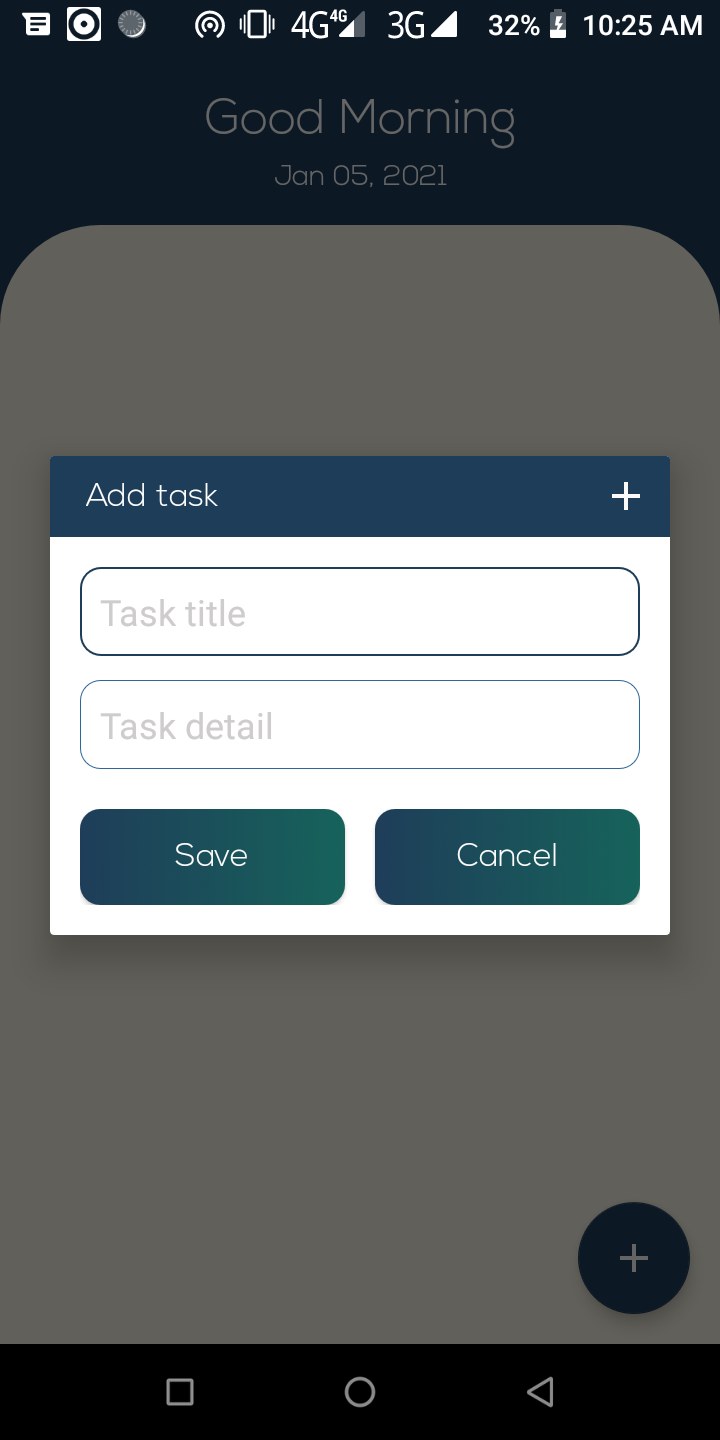 4G 4G 3G 32% 10:25 AM
Good Morning
Jan 05, 2021
Add task
Task title
Task detail
Save Cancel